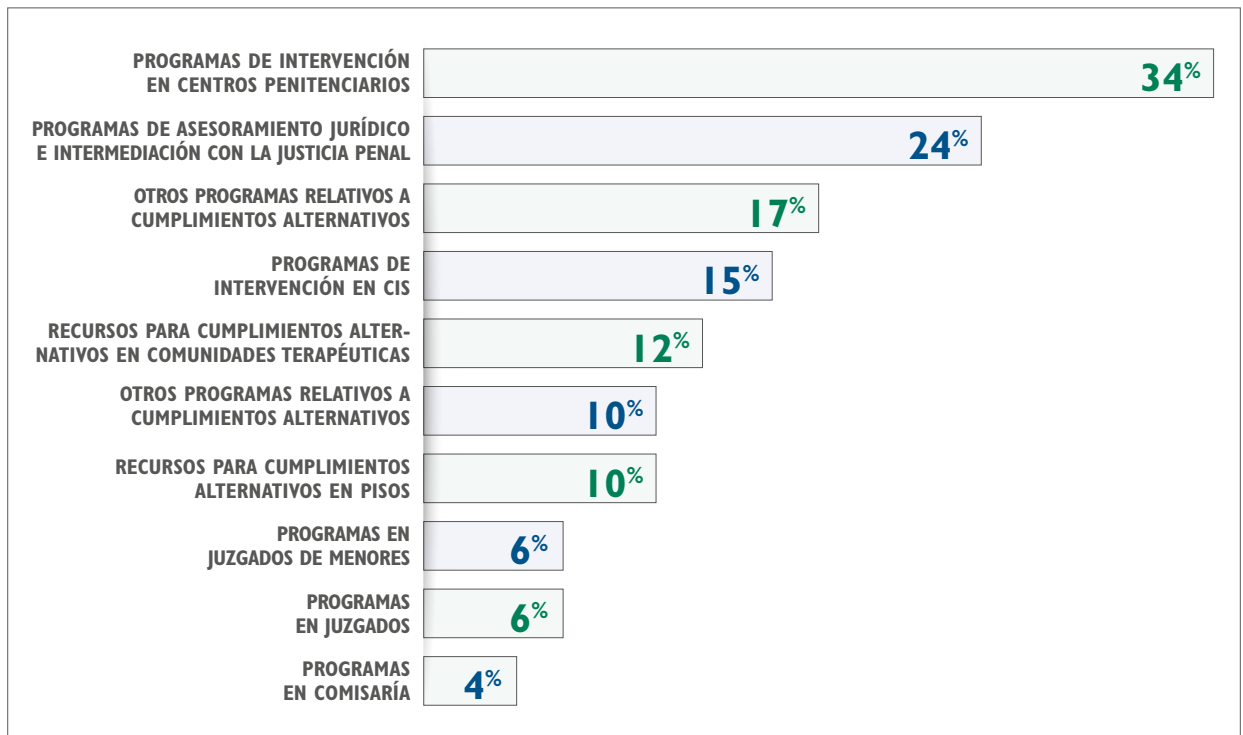 PROGRAMAS DE INTERVENCIÓN
EN CENTROS PENITENCIARIOS
34%
PROGRAMAS DE ASESORAMIENTO JURÍDICO
E INTERMEDIACIÓN CON LA JUSTICIA PENAL
24%
OTROS PROGRAMAS RELATIVOS A
CUMPLIMIENTOS ALTERNATIVOS
17%
PROGRAMAS DE
INTERVENCIÓN EN CIS
15%
RECURSOS PARA CUMPLIMIENTOS ALTER-
NATIVOS EN COMUNIDADES TERAPÉUTICAS
12%
OTROS PROGRAMAS RELATIVOS A
CUMPLIMIENTOS ALTERNATIVOS
10%
RECURSOS PARA CUMPLIMIENTOS
ALTERNATIVOS EN PISOS
10%
PROGRAMAS EN
JUZGADOS DE MENORES
6%
PROGRAMAS
EN JUZGADOS
6%
PROGRAMAS
EN COMISARÍA
4%